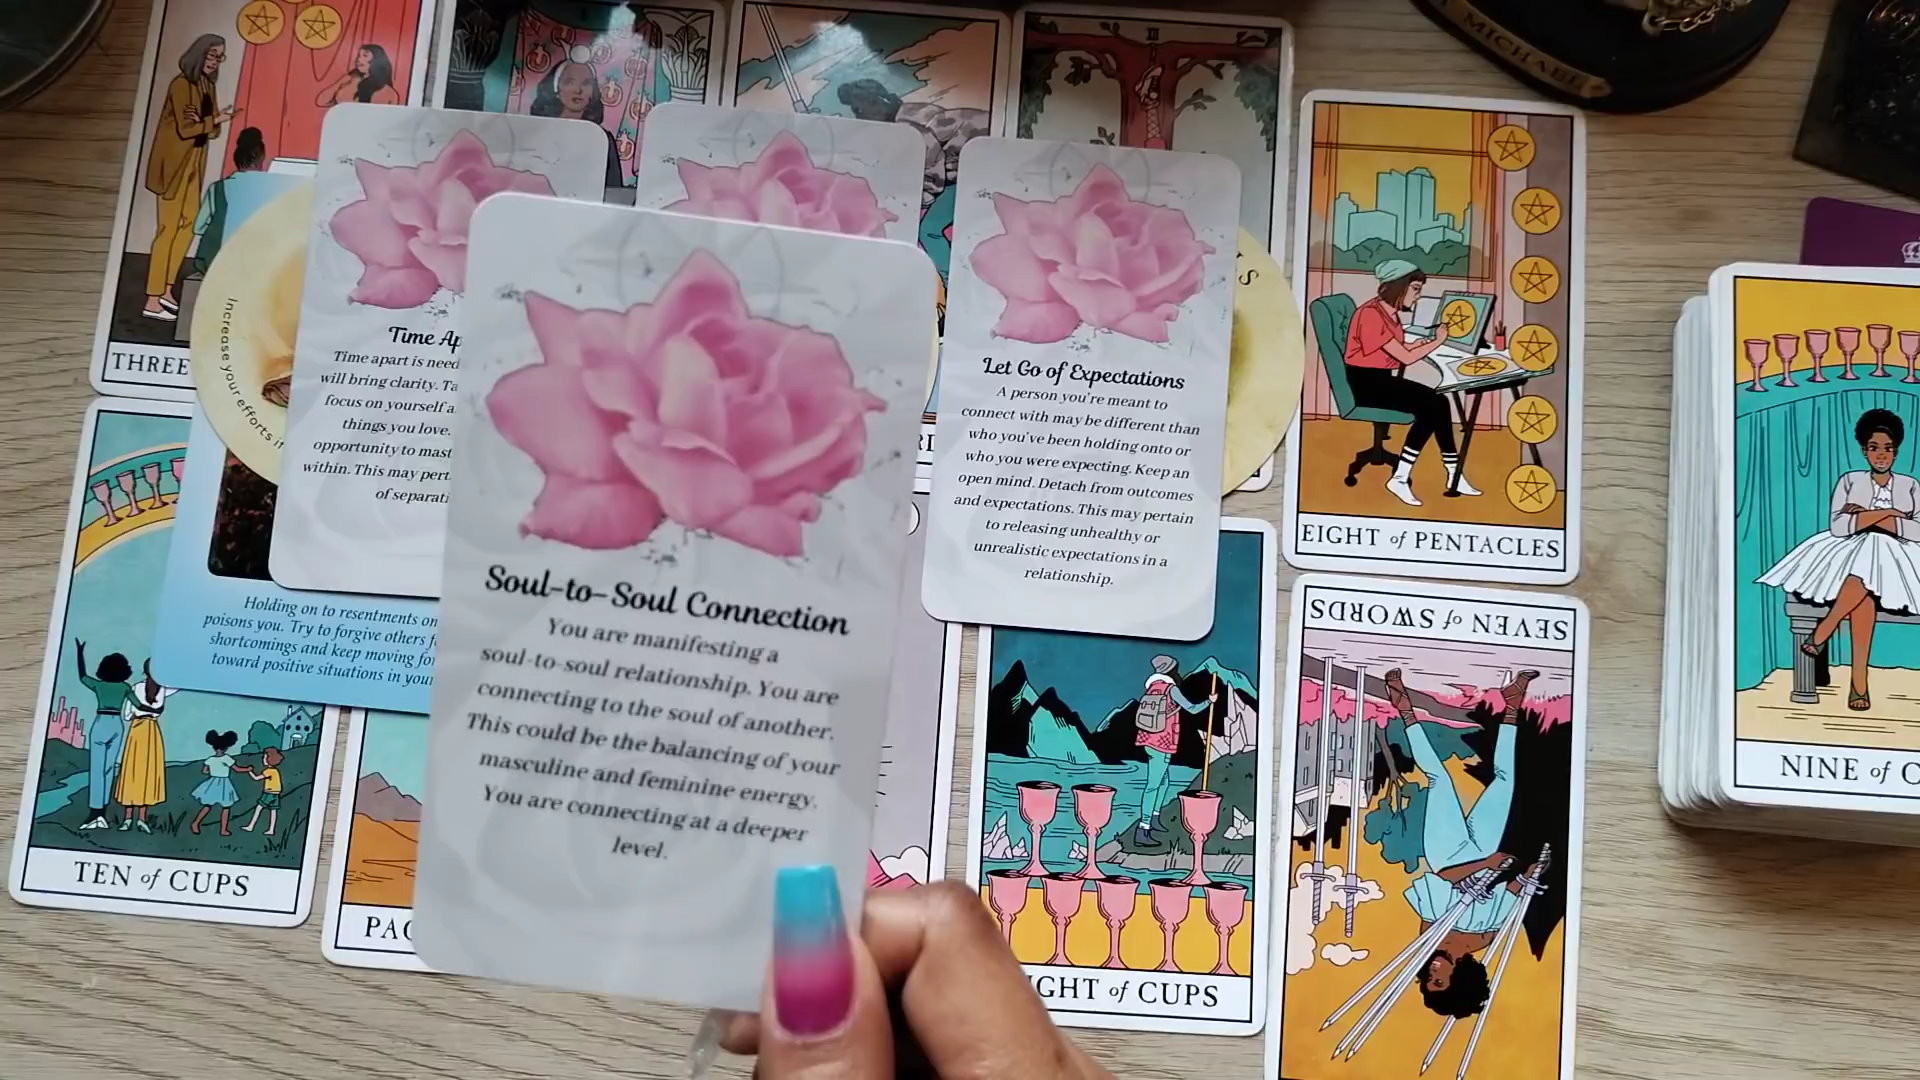 MICHAEL
THREE
Increase your efforts
Time Ap
Time apart is need
will bring clarity. Ta
focus on yourself a
things you love.
opportunity to mast
within. This may pert
of separati
Let Go of Expectations
A person you're meant to
connect with may be different than
who you've been holding onto or
who you were expecting. Keep an
open mind. Detach from outcomes
and expectations. This may pertain
to releasing unhealthy or
unrealistic expectations in a
relationship.
EIGHT of PENTACLES
Soul-to-Soul Connection
You are manifesting a
soul-to-soul relationship. You are
connecting to the soul of another.
This could be the balancing of your
masculine and feminine energy.
You are connecting at a deeper
level.
Holding on to resentments on
poisons you. Try to forgive others f
shortcomings and keep moving for
toward positive situations in your
SEVEN of SWORDS
NINE of C
TEN of CUPS
PAG
IGHT of CUPS